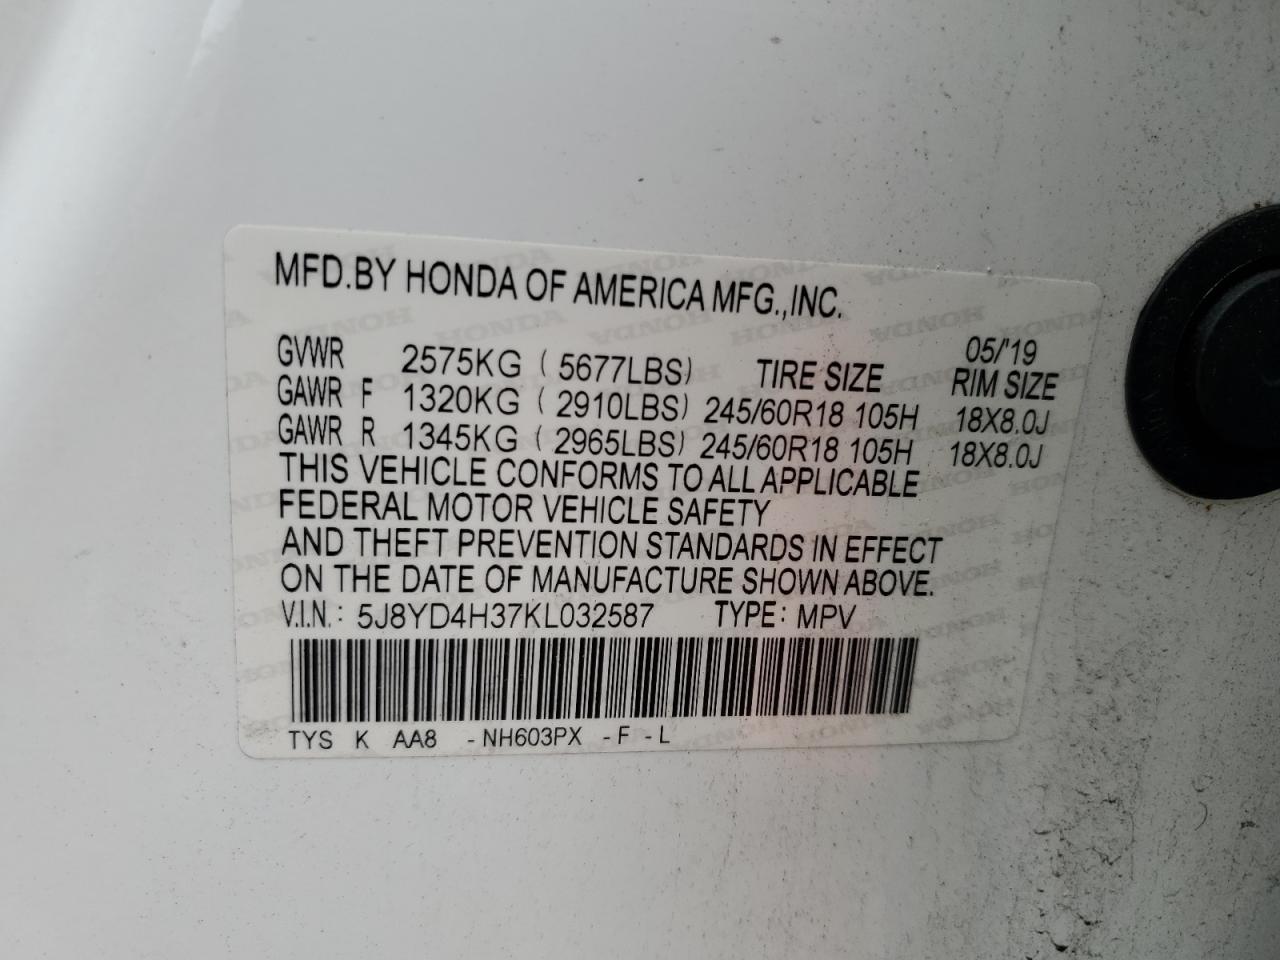 MFD.BY HONDA OF AMERICA MFG.,INC.
05/'19
GVWR 2575KG ( 5677LBS) TIRE SIZE RIM SIZE
GAWR F 1320KG ( 2910LBS) 245/60R18 105H 18X8.0J
GAWR R 1345KG ( 2965LBS) 245/60R18 105H 18X8.0J
THIS VEHICLE CONFORMS TO ALL APPLICABLE
FEDERAL MOTOR VEHICLE SAFETY
AND THEFT PREVENTION STANDARDS IN EFFECT
ON THE DATE OF MANUFACTURE SHOWN ABOVE.
V.I.N.: 5J8YD4H37KL032587 TYPE: MPV
TYS K AA8 -NH603PX -F -L